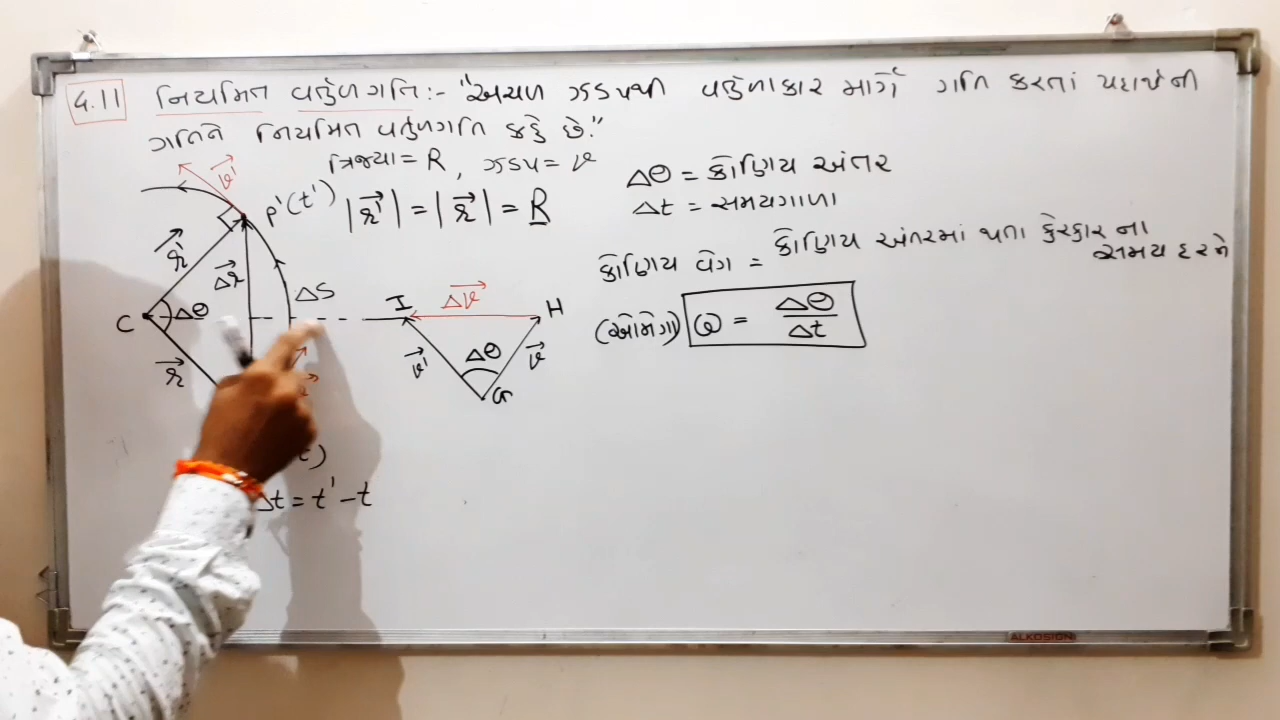 4.11 નિયમિત વર્તુળગતિ :- "અચળ ઝડપથી વર્તુળાકાર માર્ગે ગતિ કરતાં પદાર્થની
ગતિને નિયમિત વર્તુળગતિ કહે છે."
ત્રિજ્યા = R, ઝડપ = v
|r⃗'| = |r⃗| = R
Δθ = કોણિય અંતર
Δt = સમયગાળા
કોણિય વેગ = કોણિય અંતરમાં થતા ફેરફાર ના
સમય દરને
(ઓમેગા) ω = Δθ/Δt
v⃗'
P'(t')
r⃗'
Δr⃗
ΔS
C
Δθ
r⃗
I
Δv⃗
H
v⃗'
Δθ
v⃗
G
t)
Δt = t' - t
ALKOSIGN